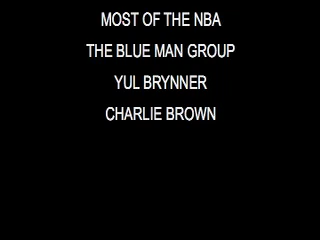 MOST OF THE NBA
THE BLUE MAN GROUP
YUL BRYNNER
CHARLIE BROWN